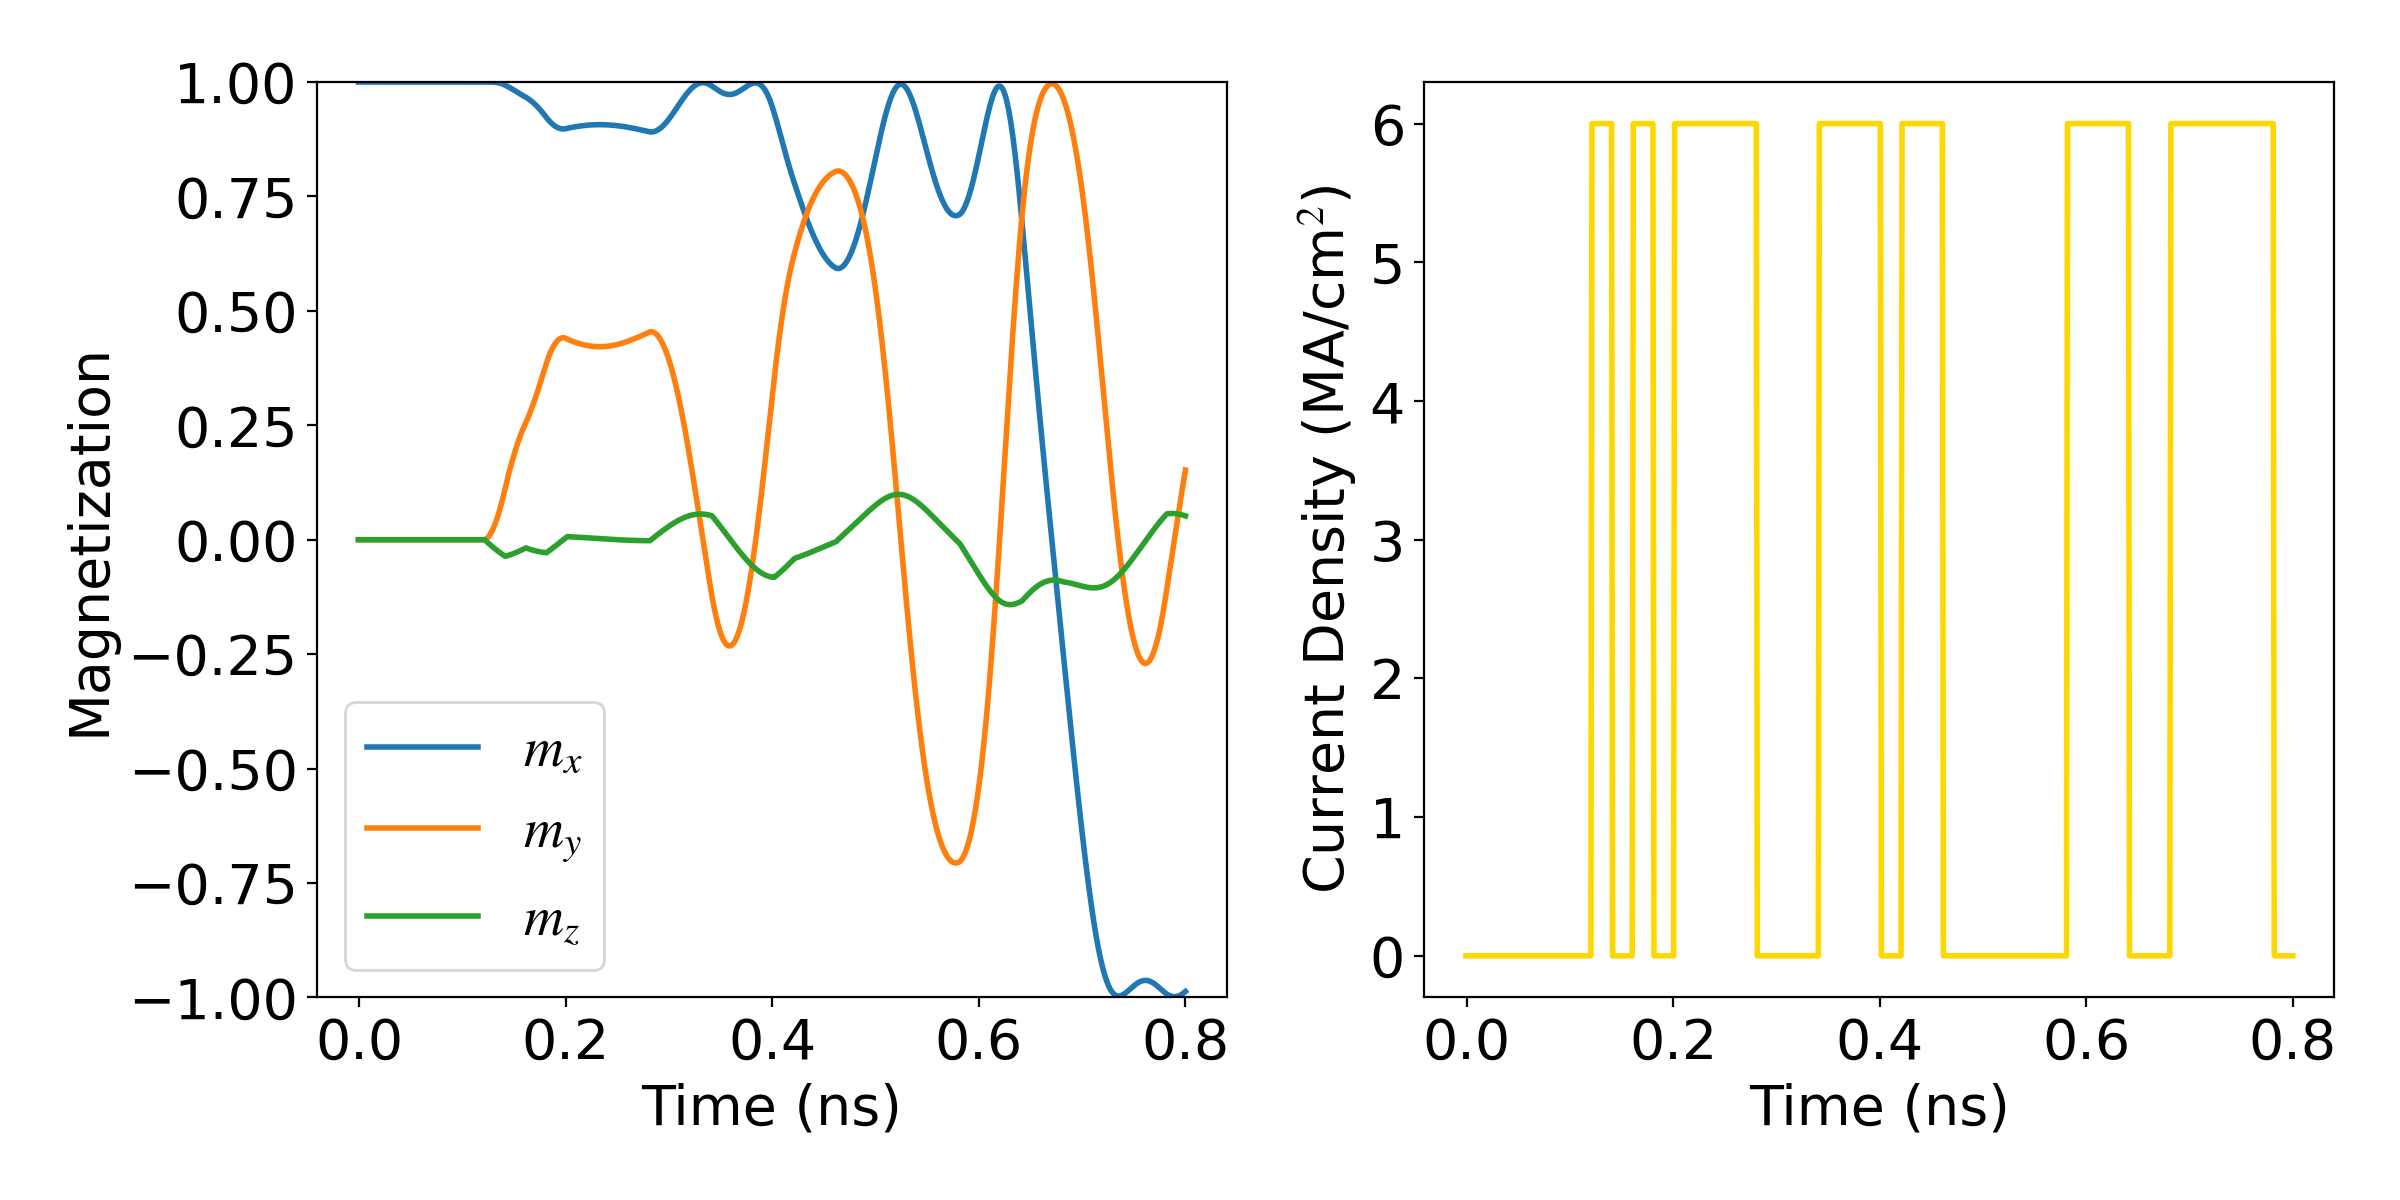 1.00
0.75
0.50
0.25
0.00
−0.25
−0.50
−0.75
−1.00
Magnetization
m_x
m_y
m_z
0.0 0.2 0.4 0.6 0.8
Time (ns)
6
5
4
3
2
1
0
Current Density (MA/cm²)
0.0 0.2 0.4 0.6 0.8
Time (ns)